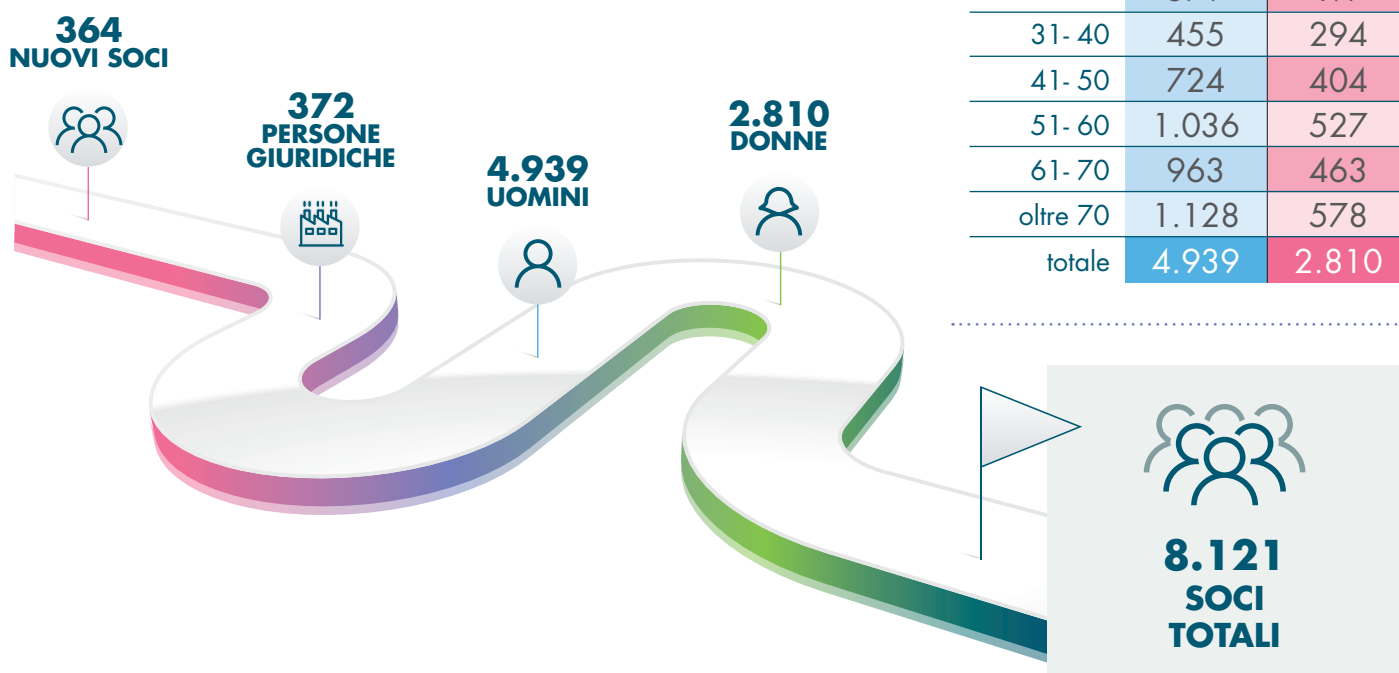 364
NUOVI SOCI
372
PERSONE
GIURIDICHE
4.939
UOMINI
2.810
DONNE
31- 40 455 294
41- 50 724 404
51- 60 1.036 527
61- 70 963 463
oltre 70 1.128 578
totale 4.939 2.810
8.121
SOCI
TOTALI